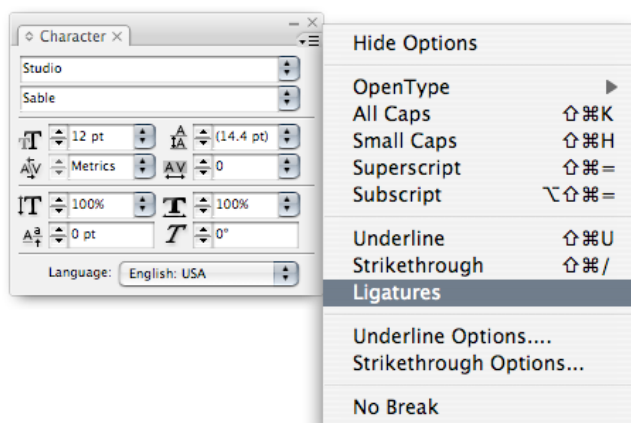 Character
Studio
Sable
12 pt
(14.4 pt)
Metrics
0
100%
100%
0 pt
0°
Language: English: USA
Hide Options
OpenType
All Caps ⇧⌘K
Small Caps ⇧⌘H
Superscript ⇧⌘=
Subscript ⌥⇧⌘=
Underline ⇧⌘U
Strikethrough ⇧⌘/
Ligatures
Underline Options....
Strikethrough Options...
No Break